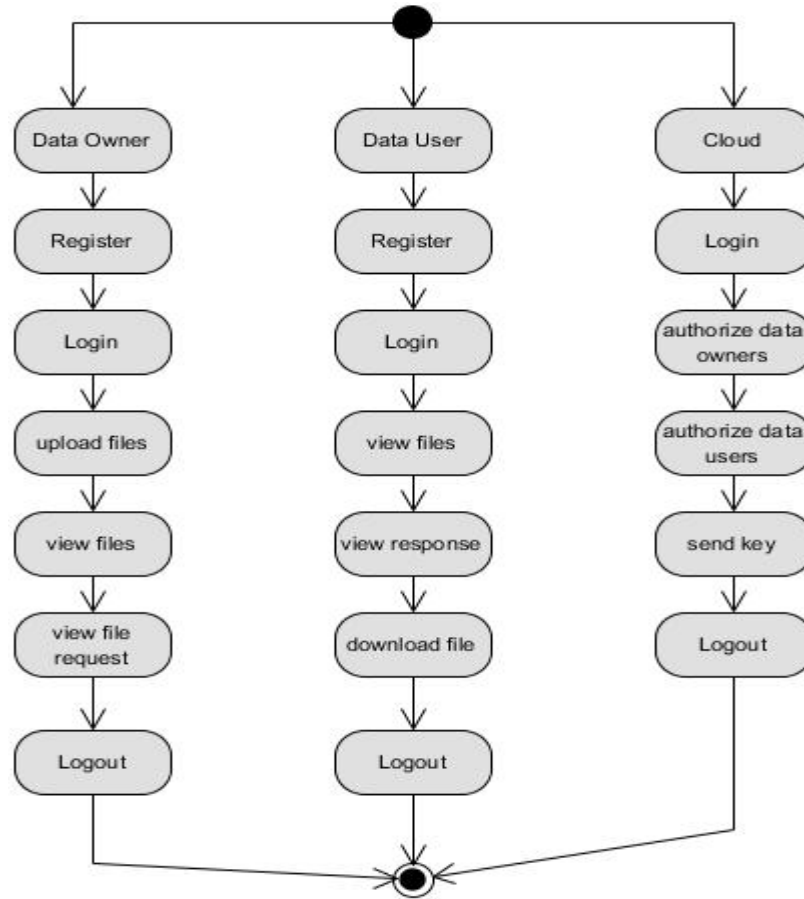 Data Owner
Data User
Cloud
Register
Register
Login
Login
Login
authorize data
owners
upload files
view files
authorize data
users
view files
view response
send key
view file
request
download file
Logout
Logout
Logout